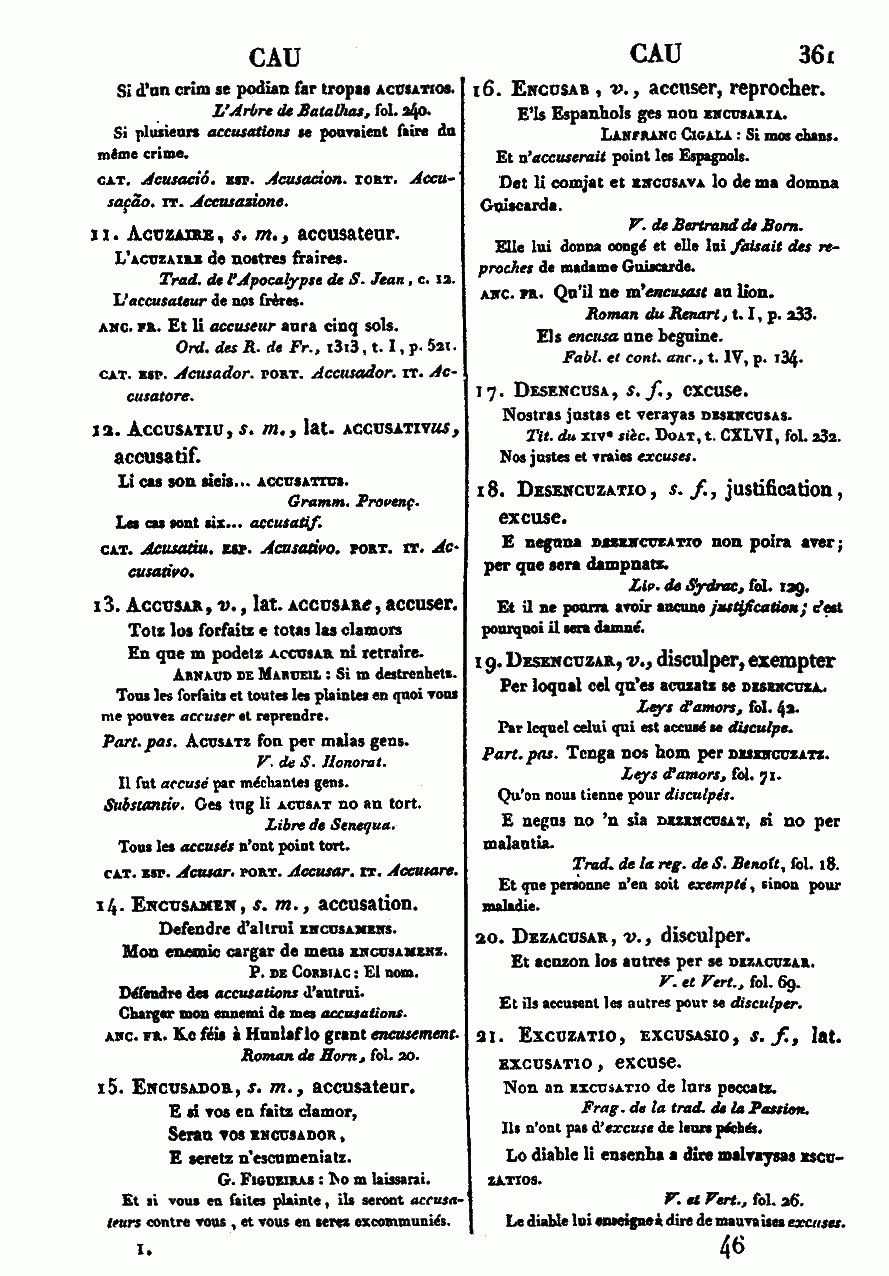 CAU
CAU 361
Si d'un crim se podian far tropas ACUSATIOS.
L'Arbre de Batalhas, fol. 240.
Si plusieurs accusations se pouvaient faire du
même crime.
CAT. Acusació. ESP. Acusacion. PORT. Accu-
sação. IT. Accusazione.
11. ACUZAIRE, s. m., accusateur.
L'ACUZAIRE de nostres fraires.
Trad. de l'Apocalypse de S. Jean, c. 12.
L'accusateur de nos frères.
ANC. FR. Et li accuseur aura cinq sols.
Ord. des R. de Fr., 1313, t. I, p. 521.
CAT. ESP. Acusador. PORT. Accusador. IT. Ac-
cusatore.
12. ACCUSATIU, s. m., lat. ACCUSATIVUS,
accusatif.
Li cas son sieis... ACCUSATIUS.
Gramm. Provenç.
Les cas sont six... accusatif.
CAT. Acusatiu. ESP. Acusativo. PORT. IT. Ac-
cusativo.
13. ACCUSAR, v., lat. ACCUSARe, accuser.
Totz los forfaitz e totas las clamors
En que m podetz ACCUSAR ni retraire.
ARNAUD DE MARUEIL : Si m destrenhetz.
Tous les forfaits et toutes les plaintes en quoi vous
me pouvez accuser et reprendre.
Part. pas. ACUSATZ fon per malas gens.
V. de S. Honorat.
Il fut accusé par méchantes gens.
Substantiv. Ges tug li ACUSAT no an tort.
Libre de Senequa.
Tous les accusés n'ont point tort.
CAT. ESP. Acusar. PORT. Accusar. IT. Accusare.
14. ENCUSAMEN, s. m., accusation.
Defendre d'altrui ENCUSAMENS.
Mon enemic cargar de mens ENCUSAMENZ.
P. DE CORBIAC : El nom.
Défendre des accusations d'autrui.
Charger mon ennemi de mes accusations.
ANC. FR. Ke féis à Hunlaf lo grant encusement.
Roman de Horn, fol. 20.
15. ENCUSADOR, s. m., accusateur.
E si vos en faitz clamor,
Seran vos ENCUSADOR,
E seretz n'escumeniatz.
G. FIGUEIRAS : No m laissarai.
Et si vous en faites plainte, ils seront accusa-
teurs contre vous, et vous en serez excommuniés.
I.
16. ENCUSAR, v., accuser, reprocher.
E'ls Espanhols ges non ENCUSARIA.
LANFRANC CIGALA : Si mos chans.
Et n'accuserait point les Espagnols.
Det li comjat et ENCUSAVA lo de ma domna
Guiscarda.
V. de Bertrand de Born.
Elle lui donna congé et elle lui faisait des re-
proches de madame Guiscarde.
ANC. FR. Qu'il ne m'encusast au lion.
Roman du Renart, t. I, p. 233.
Els encusa une beguine.
Fabl. et cont. anc., t. IV, p. 134.
17. DESENCUSA, s. f., excuse.
Nostras justas et verayas DESENCUSAS.
Tit. du XIVe sièc. DOAT, t. CXLVI, fol. 232.
Nos justes et vraies excuses.
18. DESENCUZATIO, s. f., justification,
excuse.
E neguna DESENCUZATIO non poira aver;
per que sera dampnatz.
Liv. de Sydrac, fol. 129.
Et il ne pourra avoir aucune justification; c'est
pourquoi il sera damné.
19. DESENCUZAR, v., disculper, exempter
Per loqual cel qu'es acuzatz se DESENCUZA.
Leys d'amors, fol. 42.
Par lequel celui qui est accusé se disculpe.
Part. pas. Tenga nos hom per DESENCUZATZ.
Leys d'amors, fol. 71.
Qu'on nous tienne pour disculpés.
E negus no 'n sia DEZENCUSAT, si no per
malautia.
Trad. de la reg. de S. Benoît, fol. 18.
Et que personne n'en soit exempté, sinon pour
maladie.
20. DEZACUSAR, v., disculper.
Et acuzon los autres per se DEZACUZAR.
V. et Vert., fol. 69.
Et ils accusent les autres pour se disculper.
21. EXCUZATIO, EXCUSASIO, s. f., lat.
EXCUSATIO, excuse.
Non an EXCUSATIO de lurs peccatz.
Frag. de la trad. de la Passion.
Ils n'ont pas d'excuse de leurs péchés.
Lo diable li ensenha a dire malvaysas ESCU-
ZATIOS.
V. et Vert., fol. 26.
Le diable lui enseigne à dire de mauvaises excuses.
46